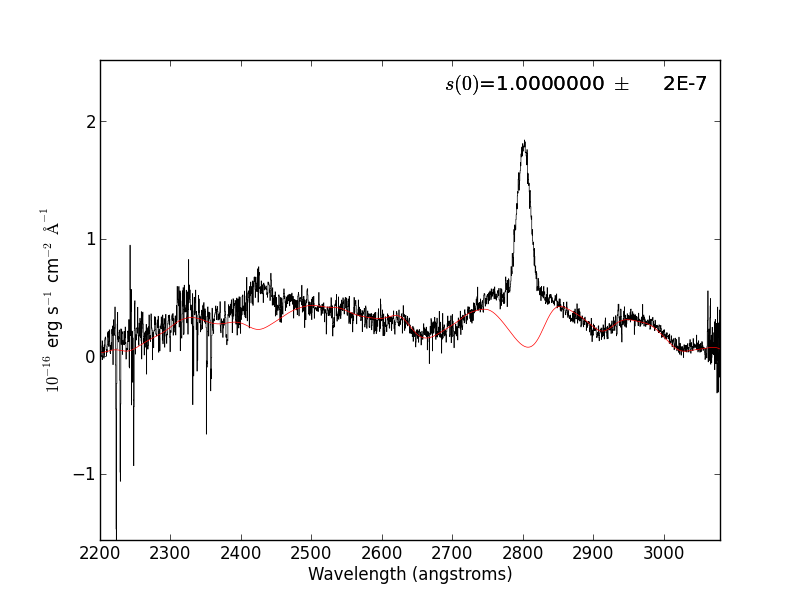 s(0)=1.0000000 ± 2E-7
2
1
0
−1
10⁻¹⁶ erg s⁻¹ cm⁻² Å⁻¹
2200 2300 2400 2500 2600 2700 2800 2900 3000
Wavelength (angstroms)